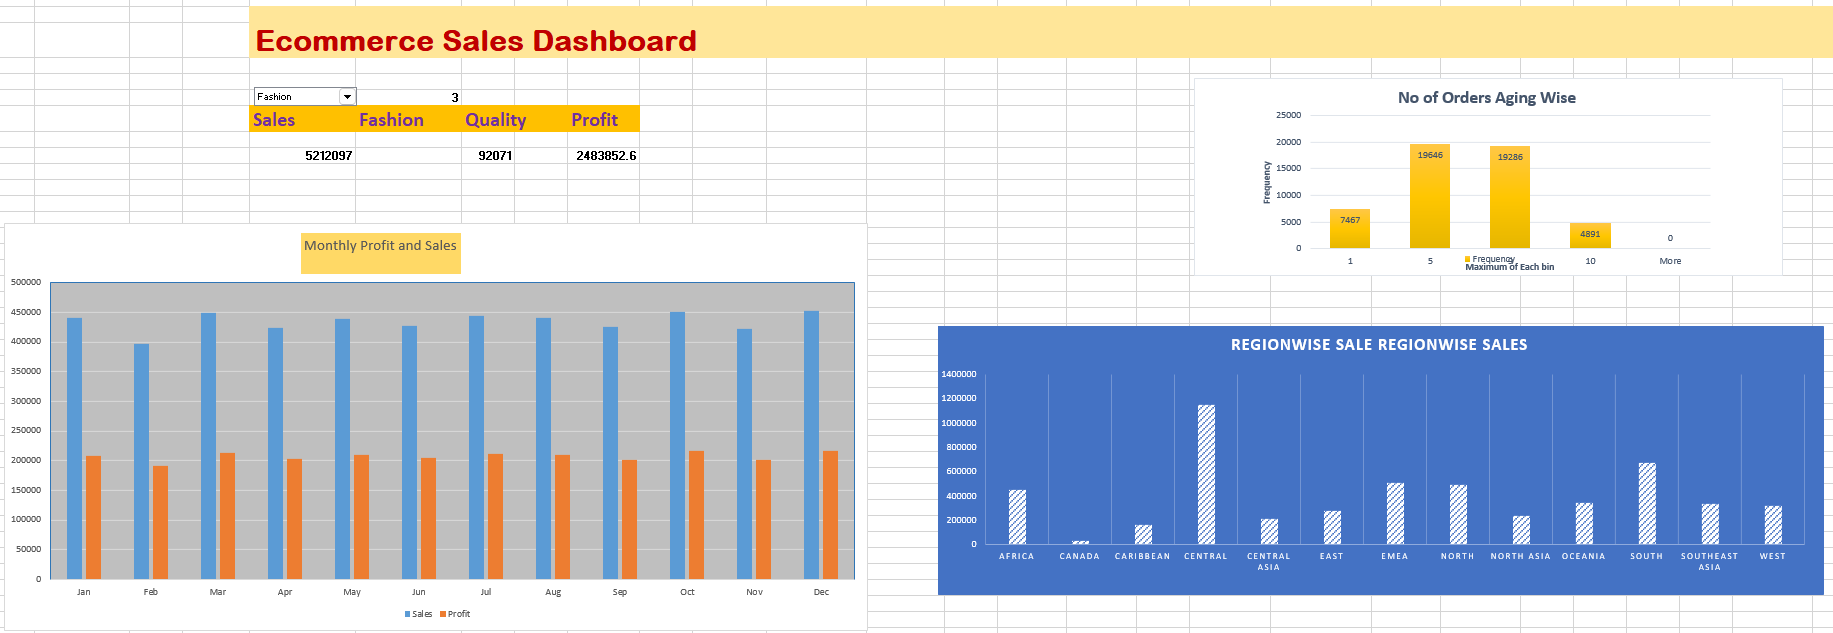 Ecommerce Sales Dashboard
Fashion
3
Sales Fashion Quality Profit
5212097 92071 2483852.6
No of Orders Aging Wise
25000
20000
15000
10000
5000
0
Frequency
7467
19646
19286
4891
0
1 5 10 More
Frequency
Maximum of Each bin
Monthly Profit and Sales
500000
450000
400000
350000
300000
250000
200000
150000
100000
50000
0
Jan Feb Mar Apr May Jun Jul Aug Sep Oct Nov Dec
Sales Profit
REGIONWISE SALE REGIONWISE SALES
1400000
1200000
1000000
800000
600000
400000
200000
0
AFRICA CANADA CARIBBEAN CENTRAL CENTRAL ASIA EAST EMEA NORTH NORTH ASIA OCEANIA SOUTH SOUTHEAST ASIA WEST